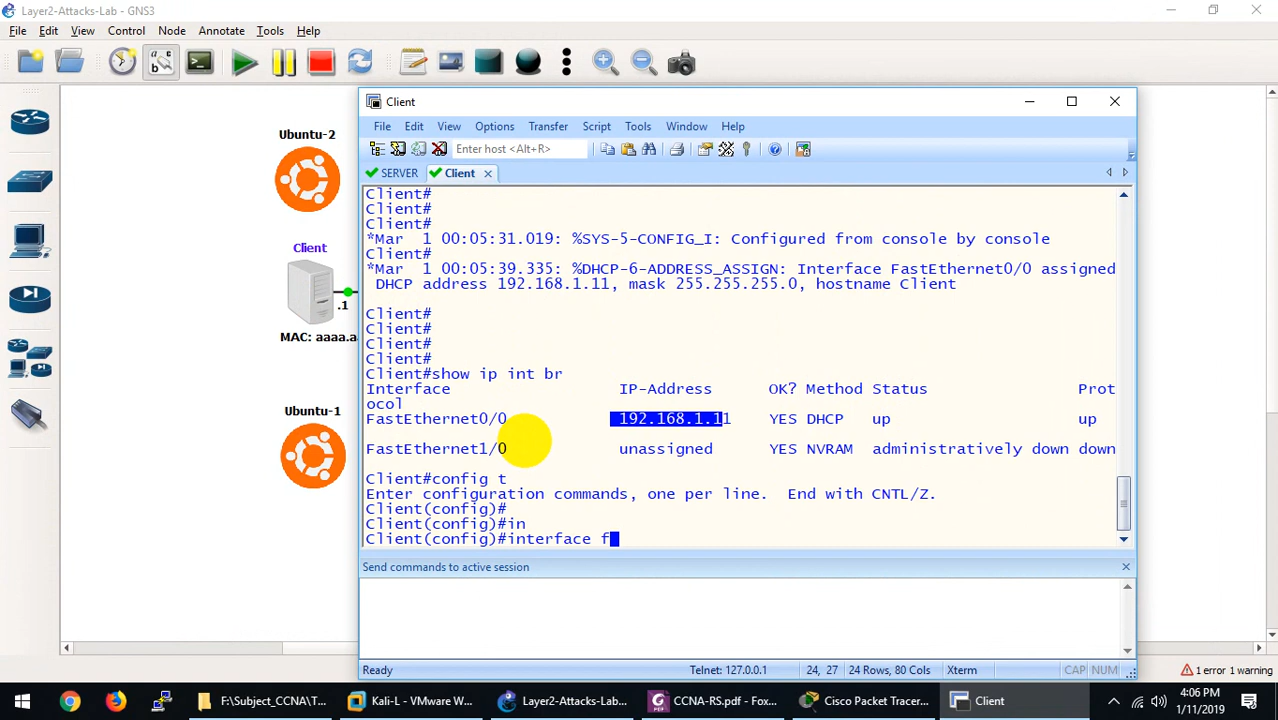 Layer2-Attacks-Lab - GNS3
File Edit View Control Node Annotate Tools Help
Ubuntu-2
Client
.1
MAC: aaaa.aa
Ubuntu-1
Client
File Edit View Options Transfer Script Tools Window Help
Enter host <Alt+R>
SERVER Client
Client#
Client#
Client#
*Mar 1 00:05:31.019: %SYS-5-CONFIG_I: Configured from console by console
Client#
*Mar 1 00:05:39.335: %DHCP-6-ADDRESS_ASSIGN: Interface FastEthernet0/0 assigned
DHCP address 192.168.1.11, mask 255.255.255.0, hostname Client
Client#
Client#
Client#
Client#
Client#show ip int br
Interface IP-Address OK? Method Status Prot
ocol
FastEthernet0/0 192.168.1.11 YES DHCP up up
FastEthernet1/0 unassigned YES NVRAM administratively down down
Client#config t
Enter configuration commands, one per line. End with CNTL/Z.
Client(config)#
Client(config)#in
Client(config)#interface f
Send commands to active session
Ready Telnet: 127.0.0.1 24, 27 24 Rows, 80 Cols Xterm CAP NUM
1 error 1 warning
F:\Subject_CCNA\T... Kali-L - VMware W... Layer2-Attacks-Lab... CCNA-RS.pdf - Fox... Cisco Packet Tracer... Client
4:06 PM
1/11/2019